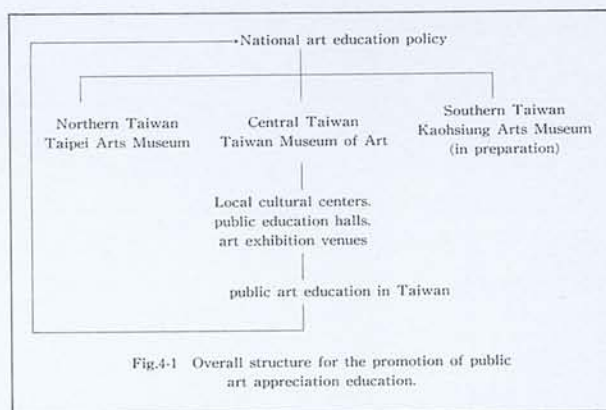 National art education policy
Northern Taiwan
Taipei Arts Museum
Central Taiwan
Taiwan Museum of Art
Southern Taiwan
Kaohsiung Arts Museum
(in preparation)
Local cultural centers.
public education halls.
art exhibition venues
public art education in Taiwan
Fig.4-1 Overall structure for the promotion of public
art appreciation education.